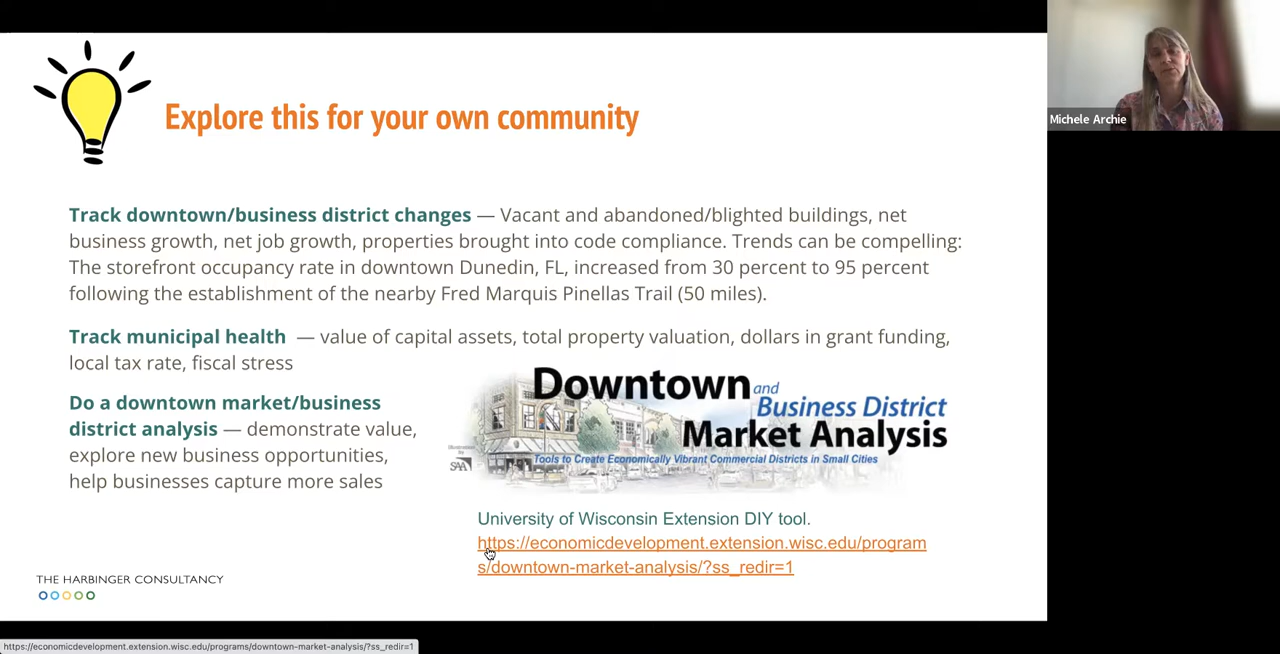 Explore this for your own community
Track downtown/business district changes — Vacant and abandoned/blighted buildings, net
business growth, net job growth, properties brought into code compliance. Trends can be compelling:
The storefront occupancy rate in downtown Dunedin, FL, increased from 30 percent to 95 percent
following the establishment of the nearby Fred Marquis Pinellas Trail (50 miles).
Track municipal health — value of capital assets, total property valuation, dollars in grant funding,
local tax rate, fiscal stress
Do a downtown market/business
district analysis — demonstrate value,
explore new business opportunities,
help businesses capture more sales
Downtown and
Business District
Market Analysis
Tools to Create Economically Vibrant Commercial Districts in Small Cities
SAA
University of Wisconsin Extension DIY tool.
https://economicdevelopment.extension.wisc.edu/program
s/downtown-market-analysis/?ss_redir=1
THE HARBINGER CONSULTANCY
Michele Archie
https://economicdevelopment.extension.wisc.edu/programs/downtown-market-analysis/?ss_redir=1